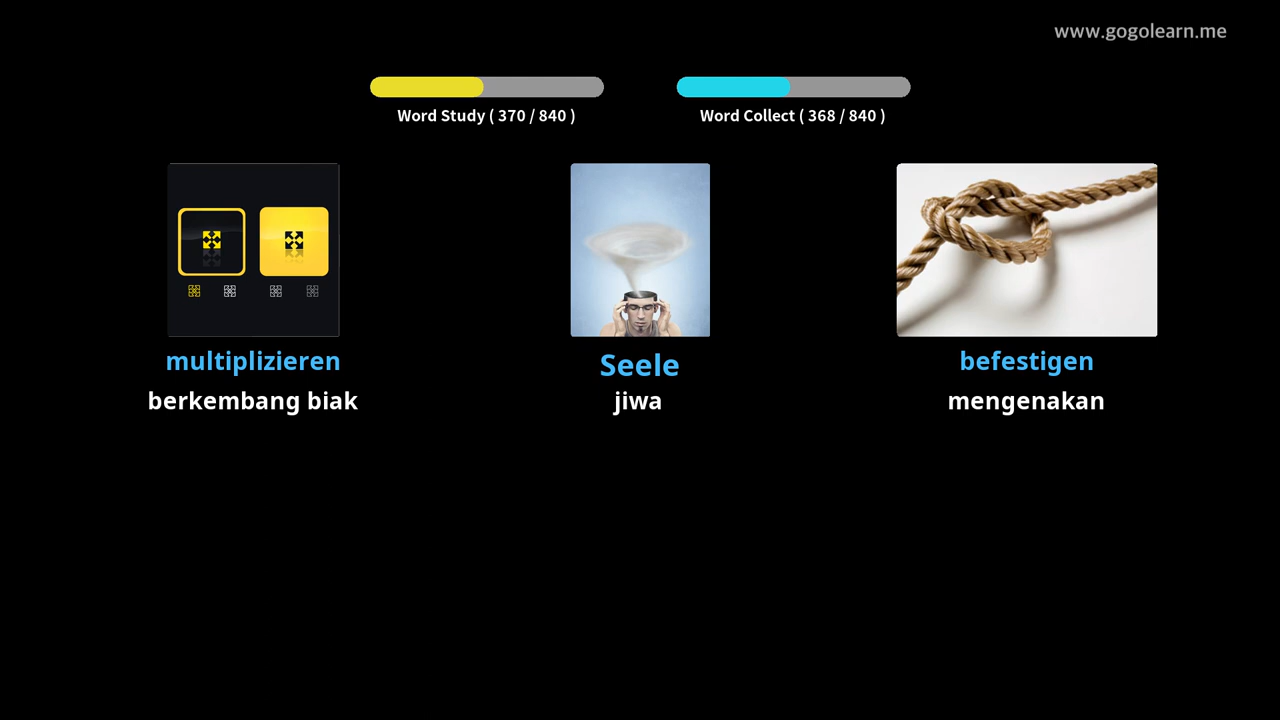 www.gogolearn.me
Word Study ( 370 / 840 )
Word Collect ( 368 / 840 )
multiplizieren
berkembang biak
Seele
jiwa
befestigen
mengenakan